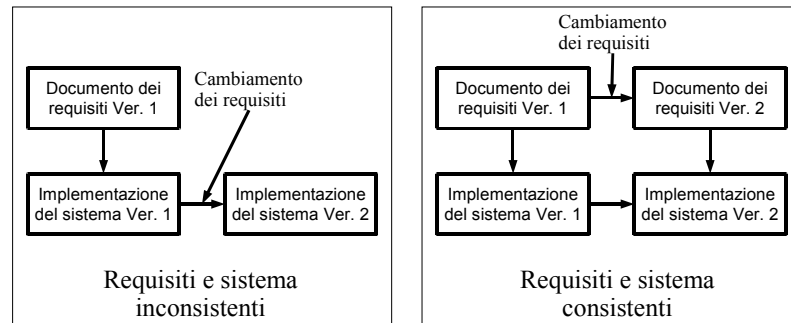 Documento dei
requisiti Ver. 1
Cambiamento
dei requisiti
Implementazione
del sistema Ver. 1
Implementazione
del sistema Ver. 2
Requisiti e sistema
inconsistenti
Cambiamento
dei requisiti
Documento dei
requisiti Ver. 1
Documento dei
requisiti Ver. 2
Implementazione
del sistema Ver. 1
Implementazione
del sistema Ver. 2
Requisiti e sistema
consistenti